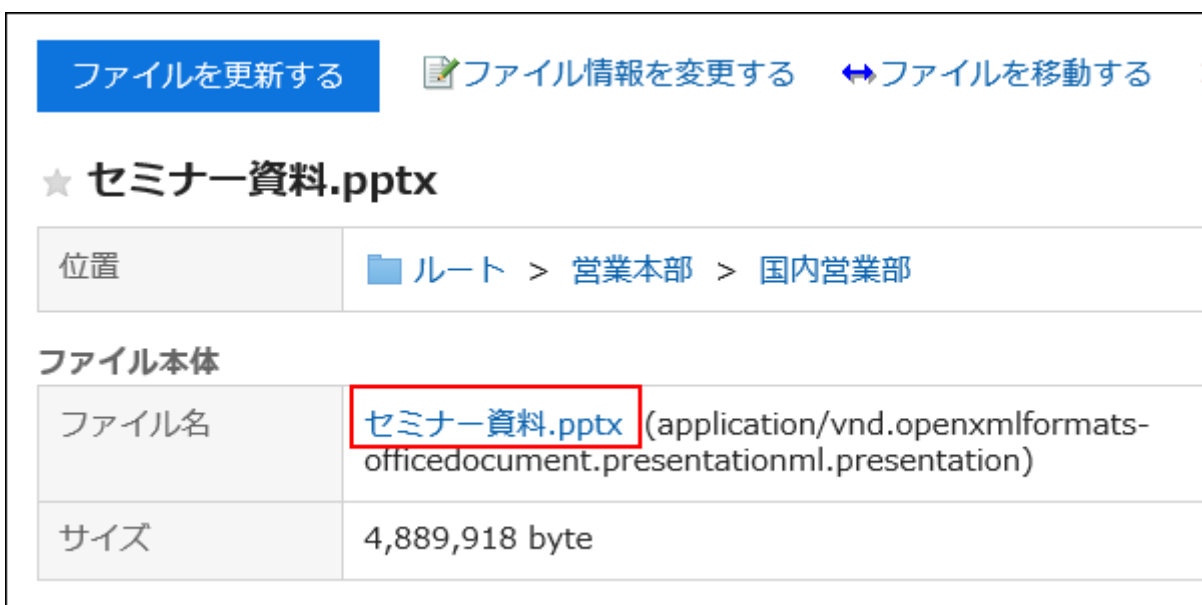 ファイルを更新する ファイル情報を変更する ファイルを移動する
セミナー資料.pptx
位置 ルート > 営業本部 > 国内営業部
ファイル本体
ファイル名 セミナー資料.pptx (application/vnd.openxmlformats-
officedocument.presentationml.presentation)
サイズ 4,889,918 byte